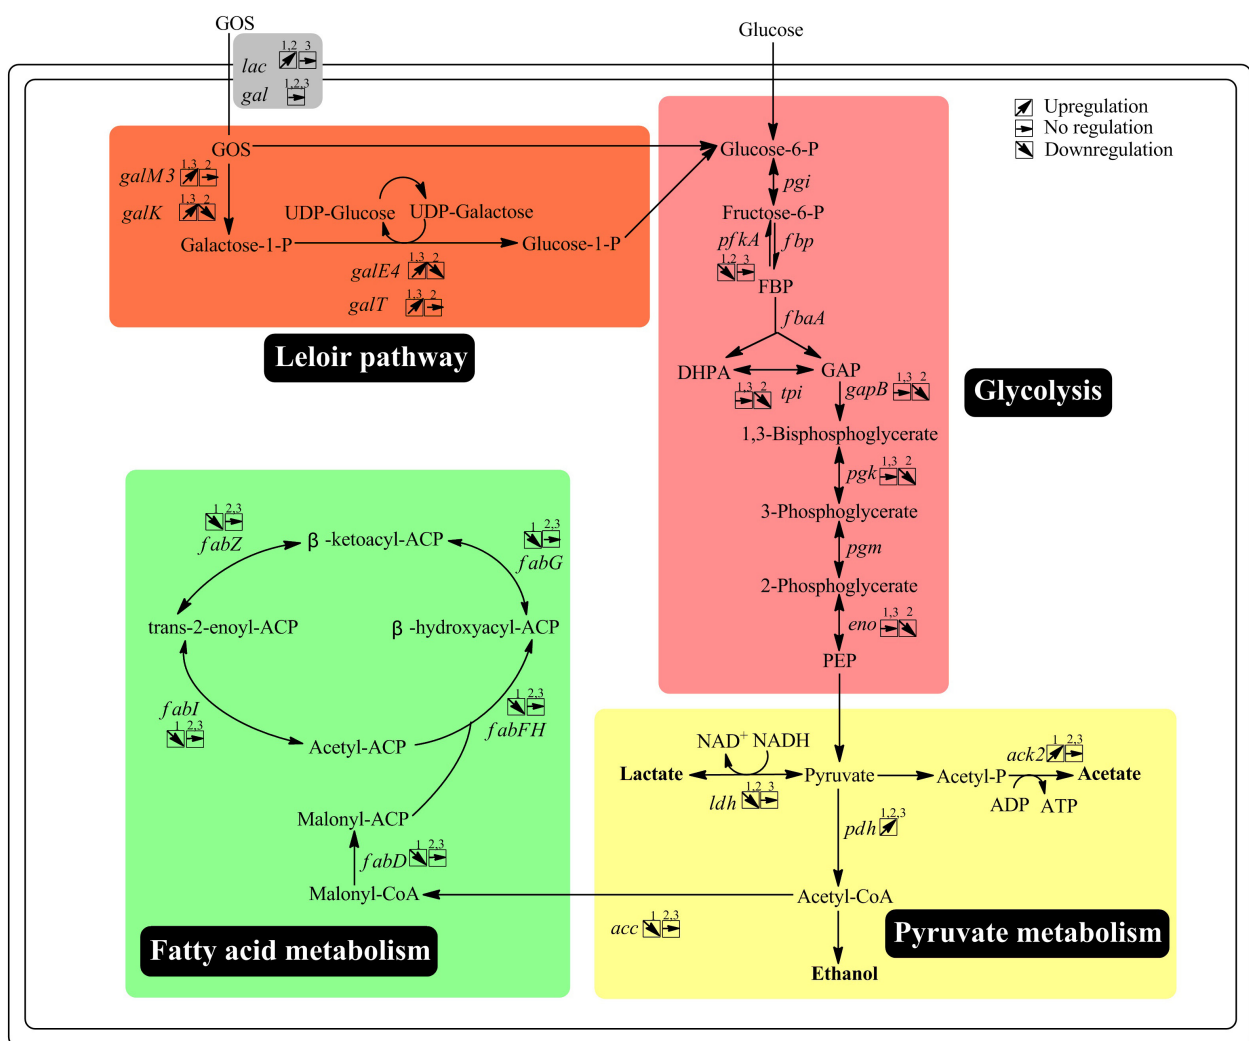 GOS
Glucose
1,2 3
lac
1,2,3
gal
Upregulation
No regulation
Downregulation
GOS
Glucose-6-P
1,3 2
galM3
pgi
1,3 2
galK
UDP-Glucose
UDP-Galactose
Fructose-6-P
Galactose-1-P
Glucose-1-P
pfkA
fbp
1,2 3
1,3 2
galE4
FBP
1,3 2
galT
fbaA
Leloir pathway
DHPA
GAP
1,3 2
tpi
gapB
1,3 2
Glycolysis
1,3-Bisphosphoglycerate
pgk
1,3 2
3-Phosphoglycerate
pgm
2-Phosphoglycerate
eno
1,3 2
PEP
1 2,3
fabZ
β -ketoacyl-ACP
1 2,3
fabG
trans-2-enoyl-ACP
β -hydroxyacyl-ACP
fabI
1 2,3
1 2,3
fabFH
Acetyl-ACP
Malonyl-ACP
fabD
1 2,3
Malonyl-CoA
Fatty acid metabolism
NAD+
NADH
ack2
1 2,3
Lactate
Pyruvate
Acetyl-P
Acetate
ldh
1,2 3
ADP
ATP
pdh
1,2,3
Acetyl-CoA
acc
1 2,3
Pyruvate metabolism
Ethanol